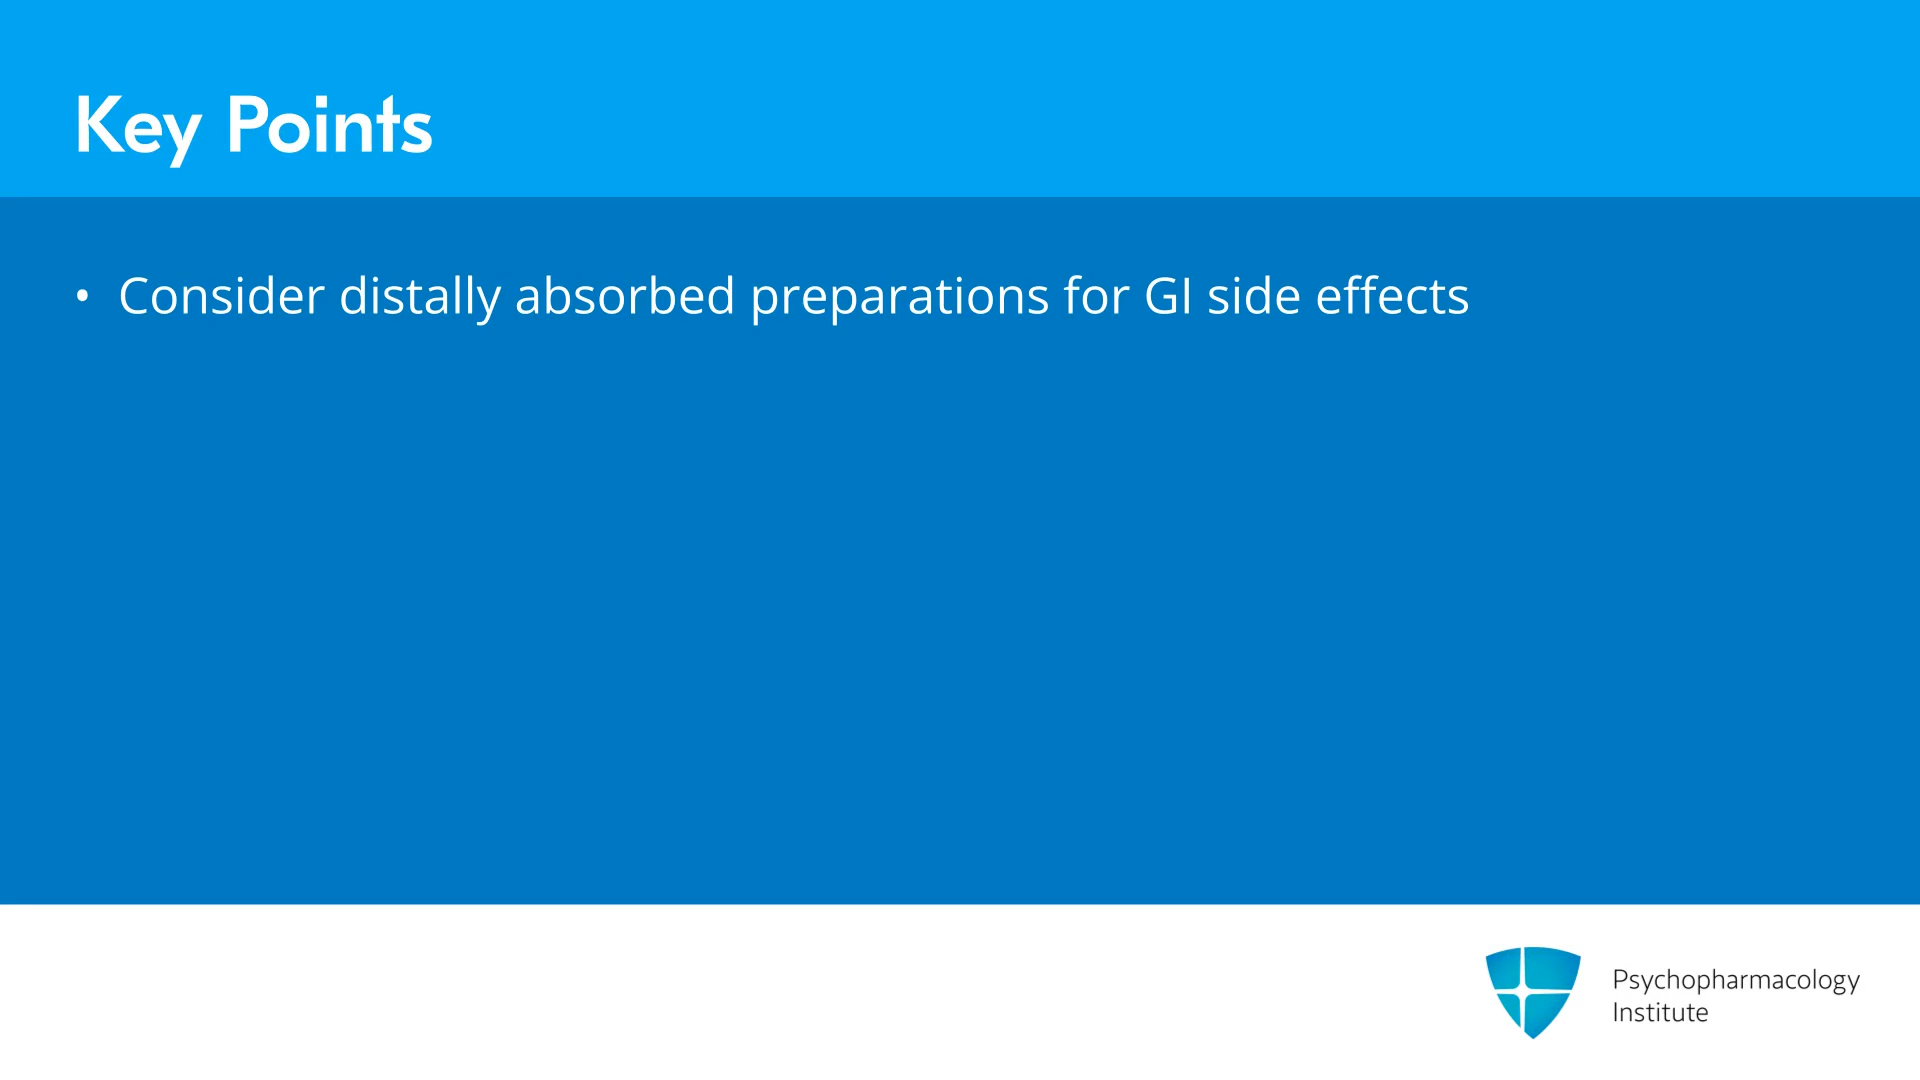 Key Points
• Consider distally absorbed preparations for GI side effects
Psychopharmacology
Institute